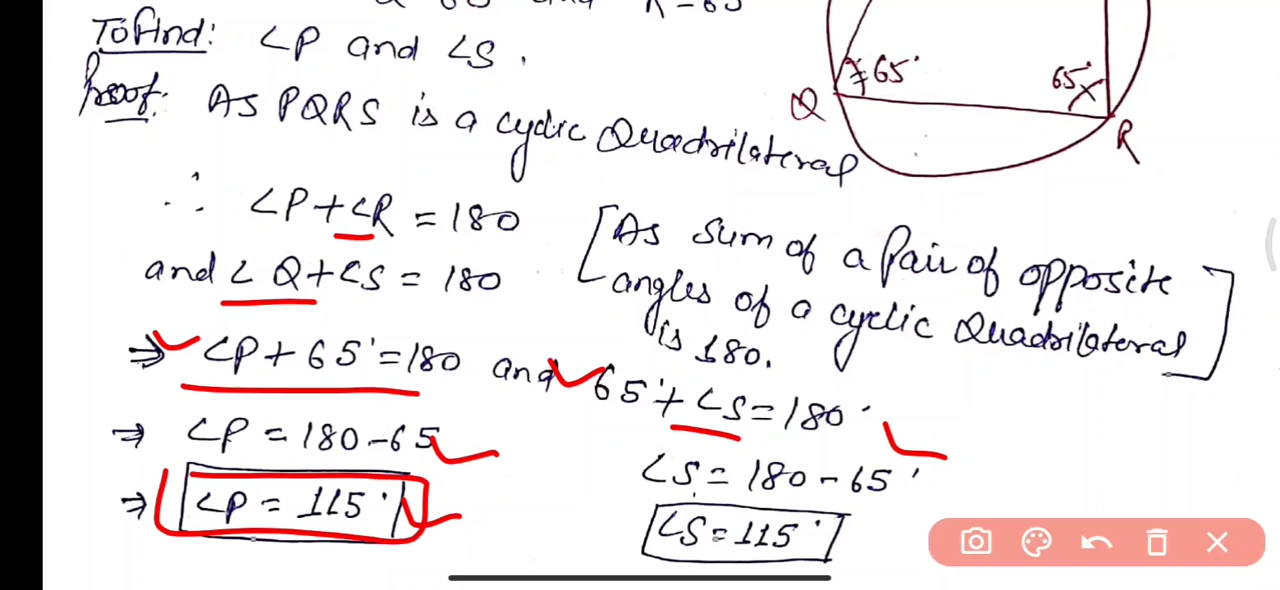 To Find: ∠P and ∠S.
Proof: As PQRS is a cyclic Quadrilateral
∴ ∠P+∠R = 180
and ∠Q+∠S = 180
[As sum of a Pair of opposite
angles of a cyclic Quadrilateral]
is 180.
⇒ ∠P + 65° = 180 and 65° + ∠S = 180°
⇒ ∠P = 180-65
∠S = 180-65°
⇒ ∠P = 115°
∠S = 115°
65°
65°
Q
R